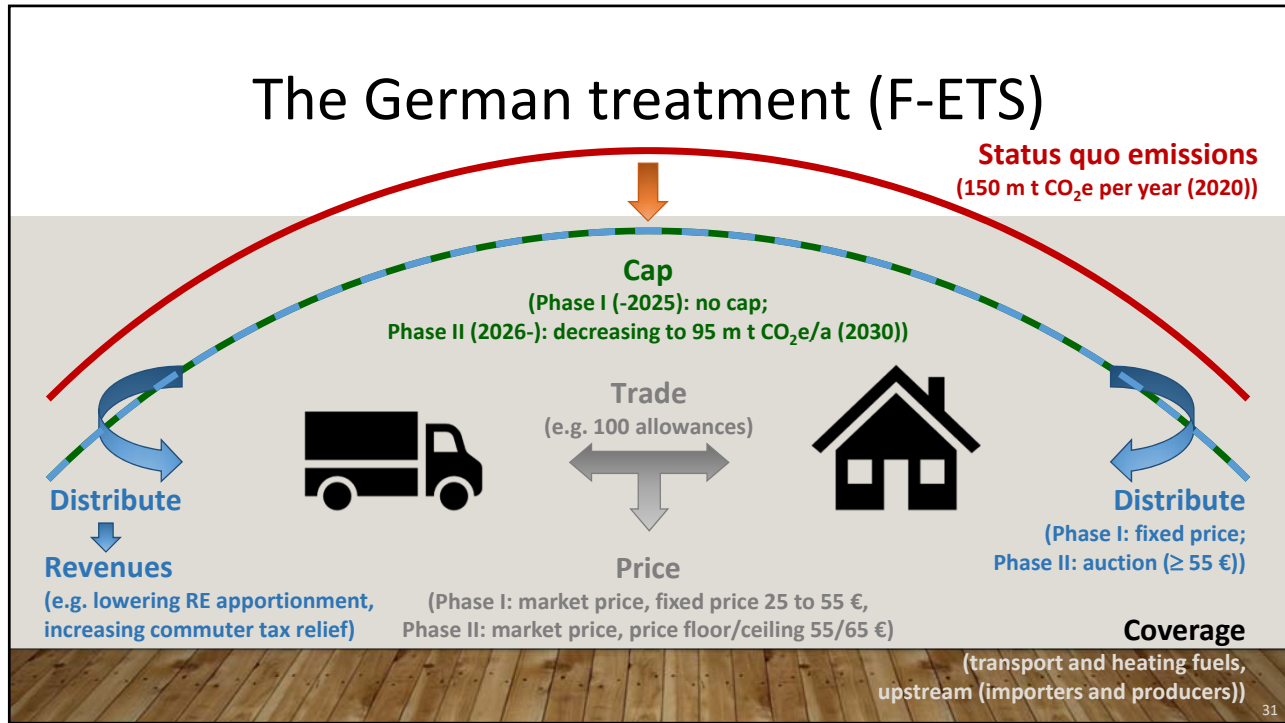 The German treatment (F-ETS)
Status quo emissions
(150 m t CO₂e per year (2020))
Cap
(Phase I (-2025): no cap;
Phase II (2026-): decreasing to 95 m t CO₂e/a (2030))
Trade
(e.g. 100 allowances)
Distribute
Revenues
(e.g. lowering RE apportionment,
increasing commuter tax relief)
Price
(Phase I: market price, fixed price 25 to 55 €,
Phase II: market price, price floor/ceiling 55/65 €)
Distribute
(Phase I: fixed price;
Phase II: auction (≥ 55 €))
Coverage
(transport and heating fuels,
upstream (importers and producers))
31